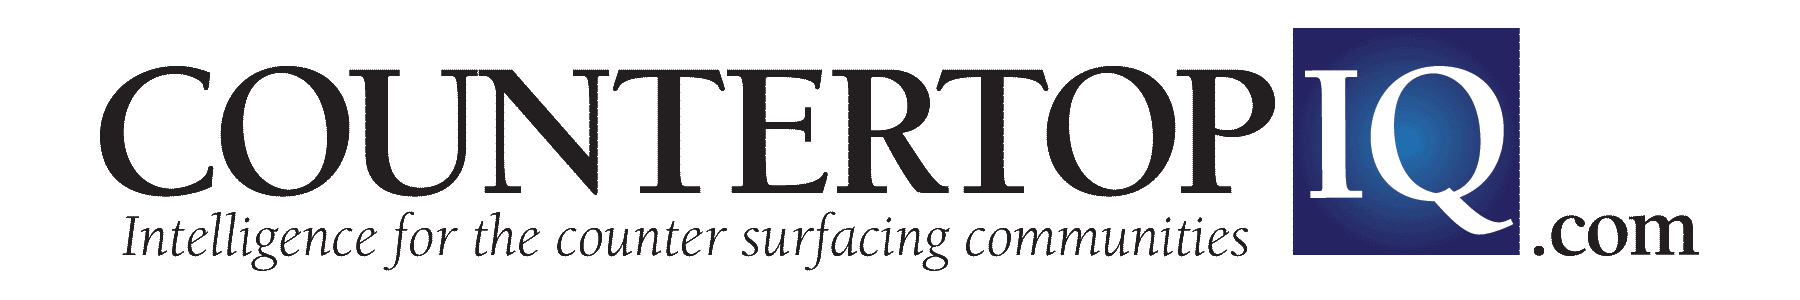 COUNTERTOPIQ.com
Intelligence for the counter surfacing communities